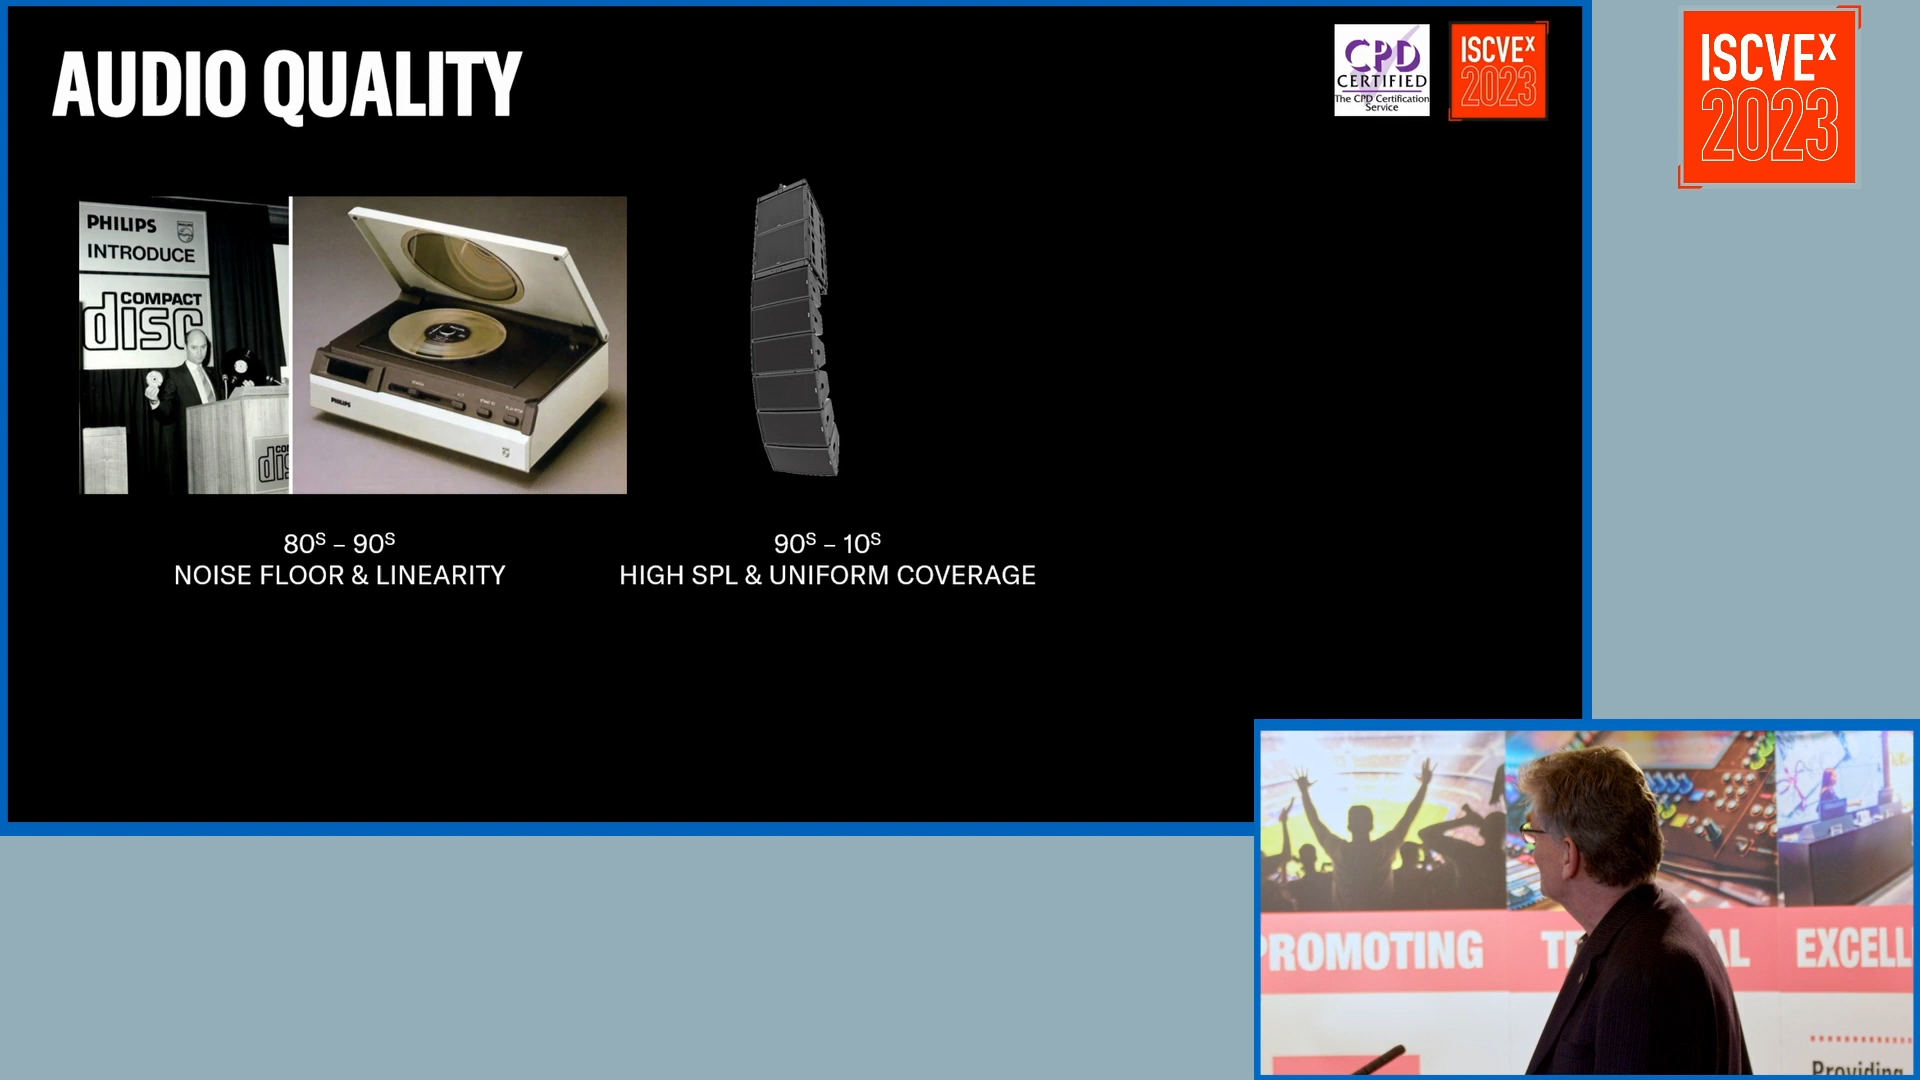 AUDIO QUALITY
CPD
CERTIFIED
The CPD Certification
Service
ISCVEx
2023
ISCVEx
2023
PHILIPS
INTRODUCE
COMPACT
disc
PHILIPS
80S – 90S
NOISE FLOOR & LINEARITY
90S – 10S
HIGH SPL & UNIFORM COVERAGE
PROMOTING
EXCELL
Providing